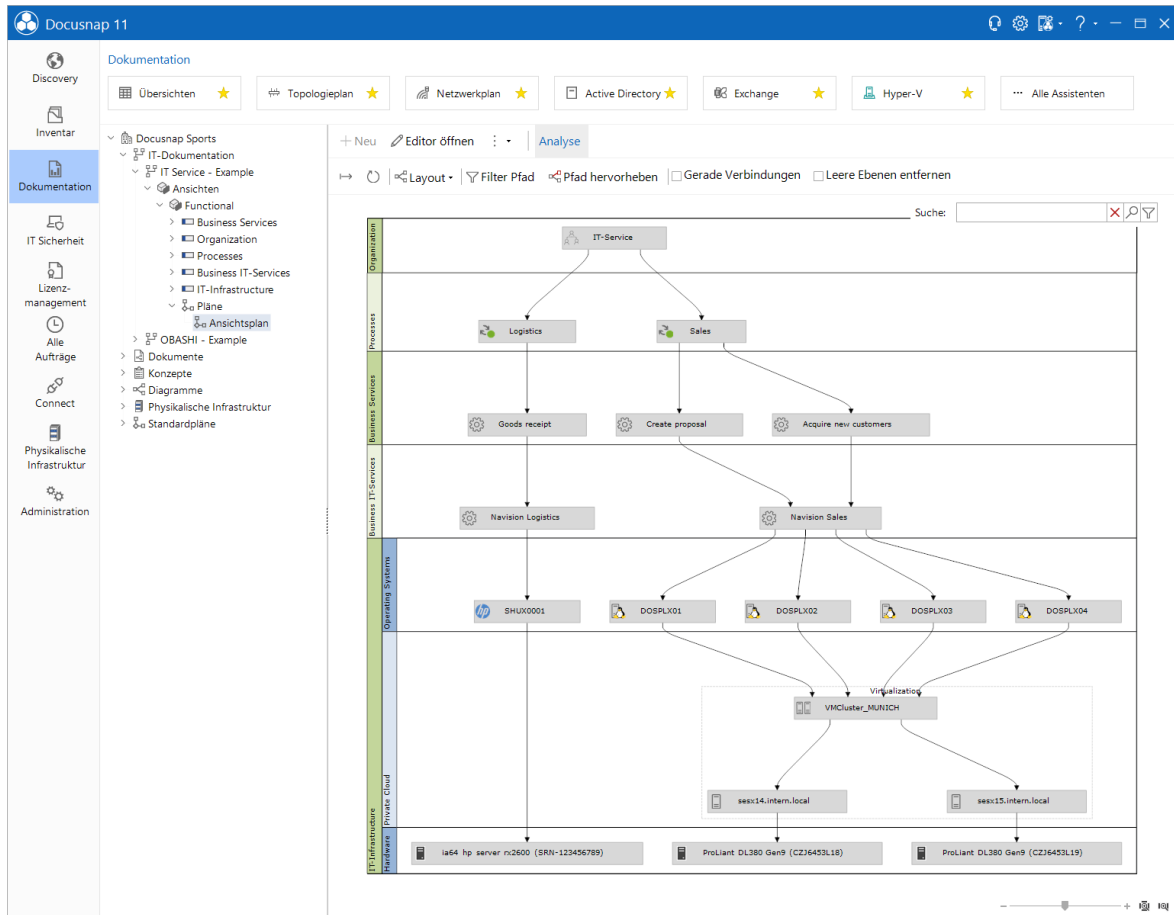 Docusnap 11
?
Discovery
Inventar
Dokumentation
IT Sicherheit
Lizenz-
management
Alle
Aufträge
Connect
Physikalische
Infrastruktur
Administration
Dokumentation
Übersichten
Topologieplan
Netzwerkplan
Active Directory
Exchange
Hyper-V
Alle Assistenten
Docusnap Sports
IT-Dokumentation
IT Service - Example
Ansichten
Functional
Business Services
Organization
Processes
Business IT-Services
IT-Infrastructure
Pläne
Ansichtsplan
OBASHI - Example
Dokumente
Konzepte
Diagramme
Physikalische Infrastruktur
Standardpläne
Neu
Editor öffnen
Analyse
Layout
Filter Pfad
Pfad hervorheben
Gerade Verbindungen
Leere Ebenen entfernen
Suche:
Organization
IT-Service
Processes
Logistics
Sales
Business Services
Goods receipt
Create proposal
Acquire new customers
Business IT-Services
Navision Logistics
Navision Sales
IT-Infrastructure
Operating Systems
hp
SHUX0001
DOSPLX01
DOSPLX02
DOSPLX03
DOSPLX04
Private Cloud
Virtualization
VMCluster_MUNICH
sesx14.intern.local
sesx15.intern.local
Hardware
ia64 hp server rx2600 (SRN-123456789)
ProLiant DL380 Gen9 (CZJ6453L18)
ProLiant DL380 Gen9 (CZJ6453L19)